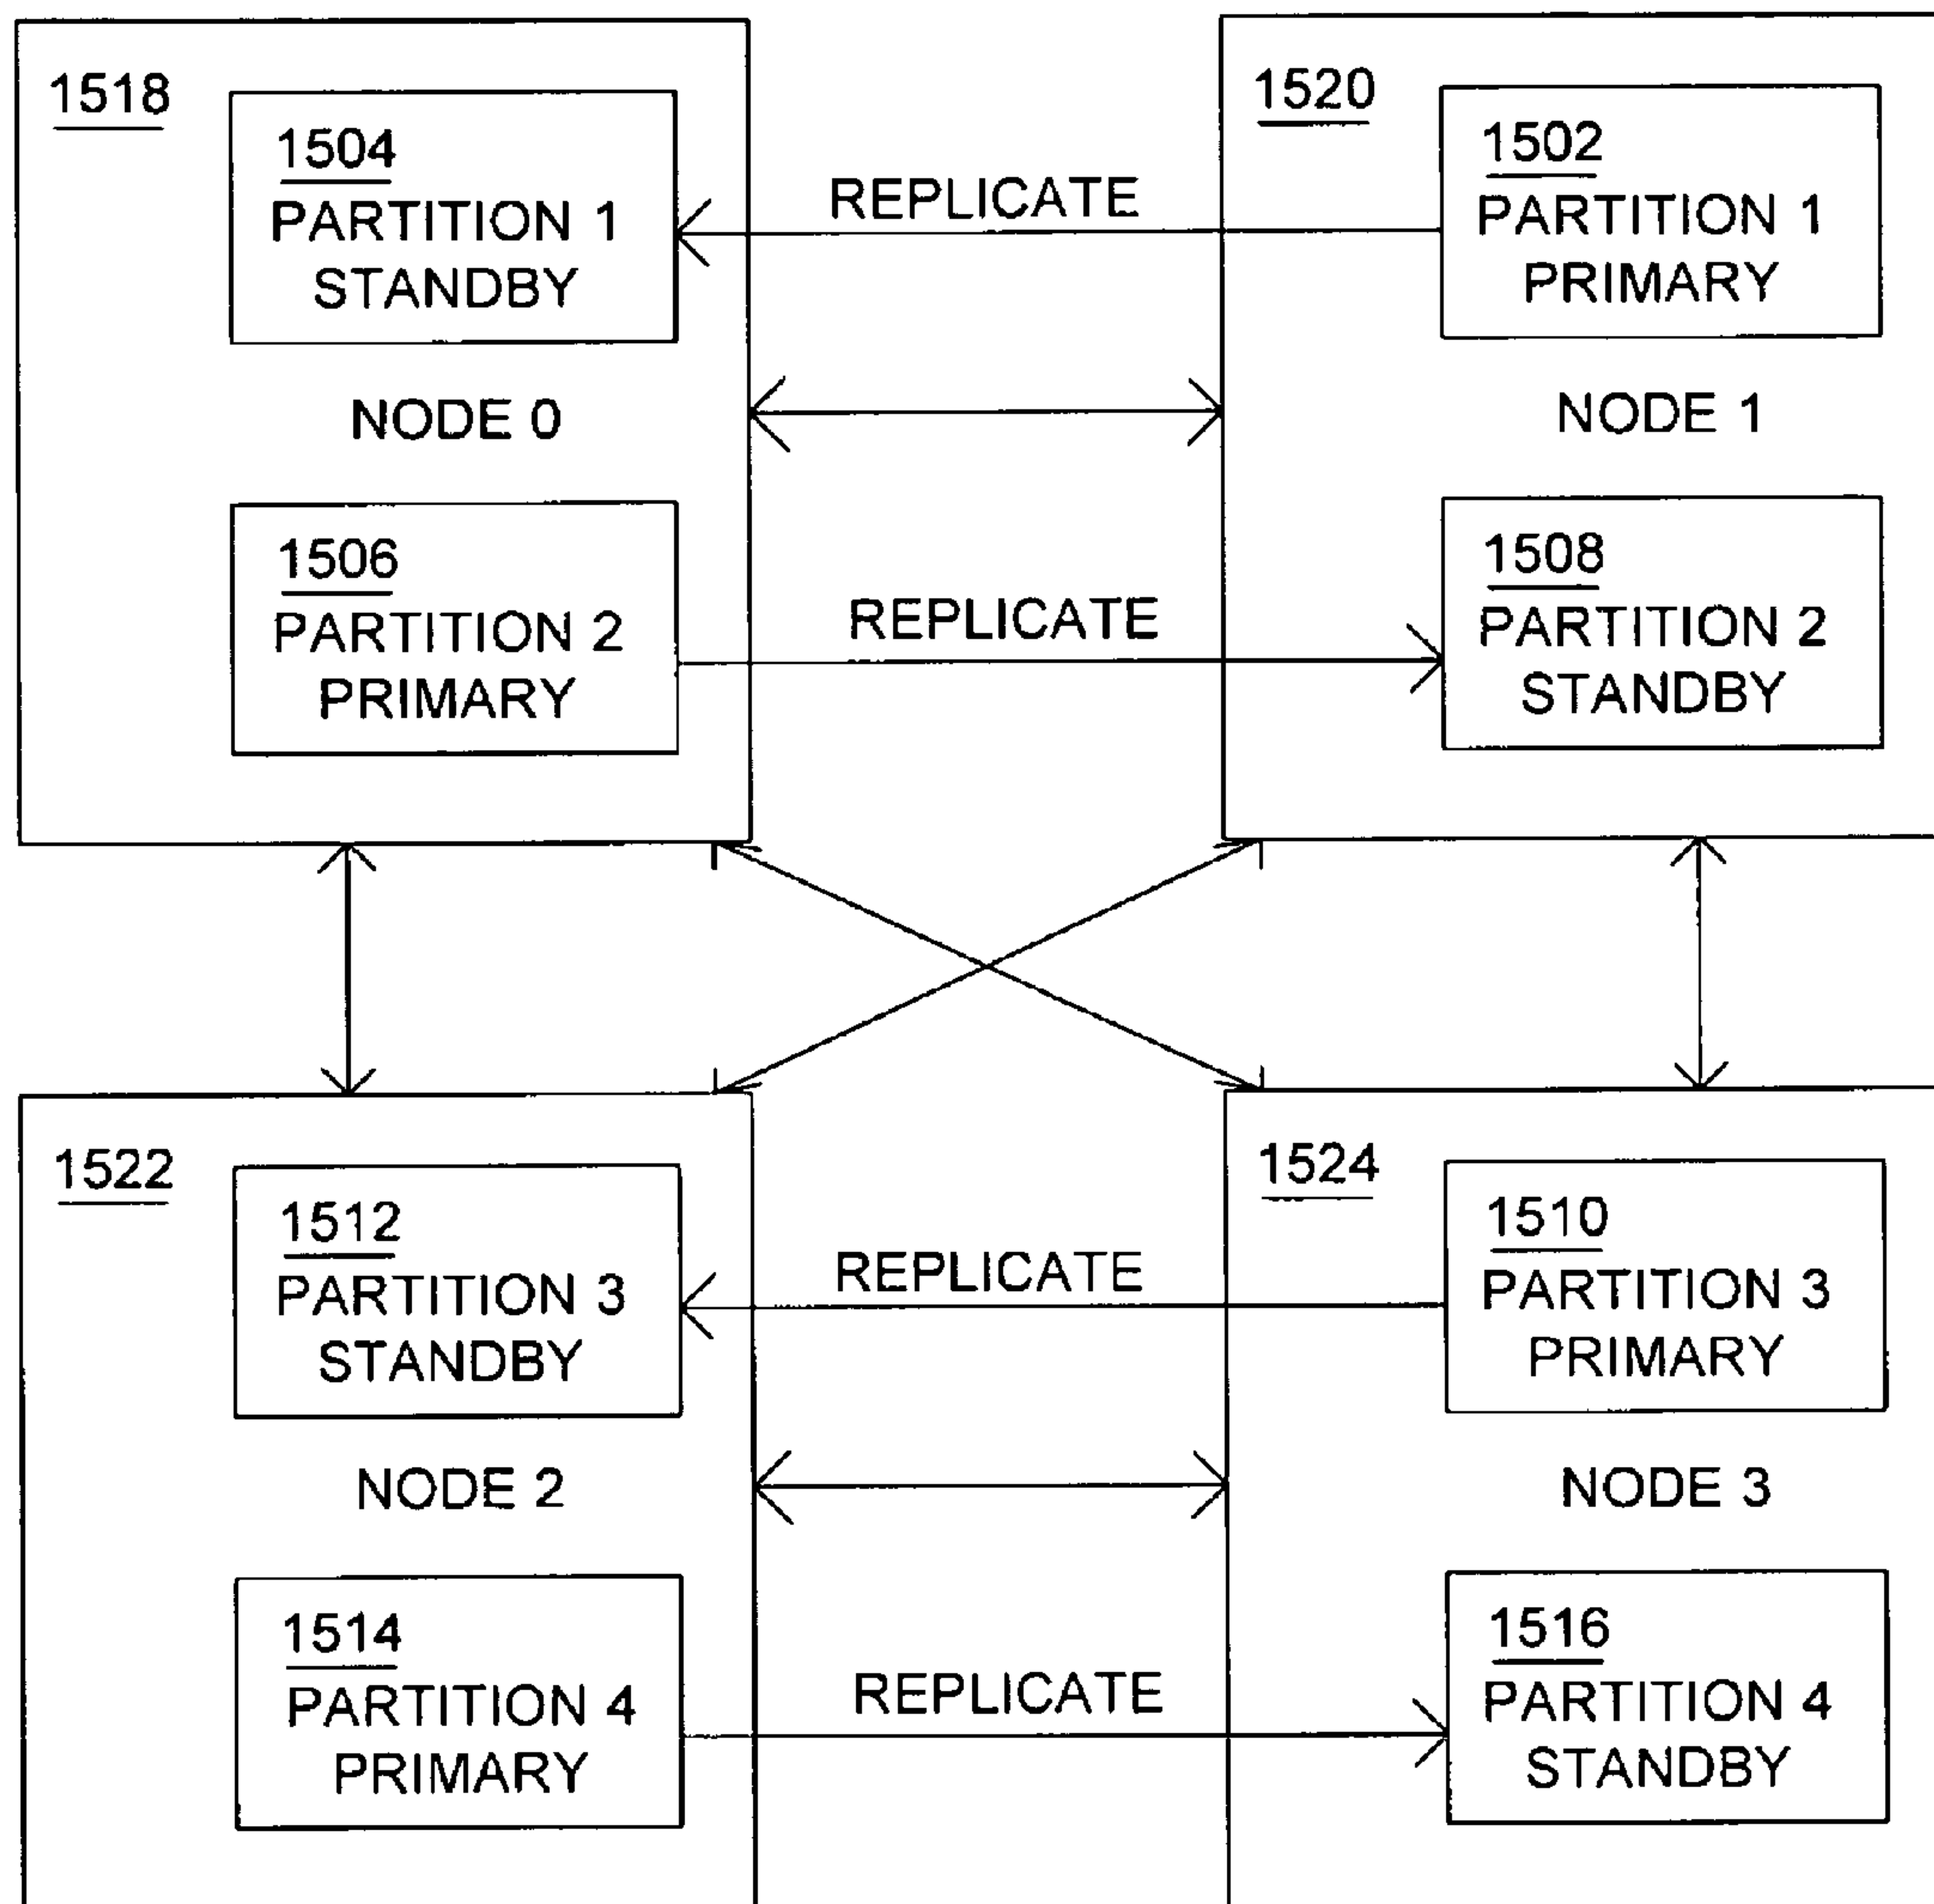 1518
1504
PARTITION 1
STANDBY
NODE 0
1506
PARTITION 2
PRIMARY
REPLICATE
REPLICATE
1520
1502
PARTITION 1
PRIMARY
NODE 1
1508
PARTITION 2
STANDBY
1522
1512
PARTITION 3
STANDBY
NODE 2
1514
PARTITION 4
PRIMARY
REPLICATE
REPLICATE
1524
1510
PARTITION 3
PRIMARY
NODE 3
1516
PARTITION 4
STANDBY